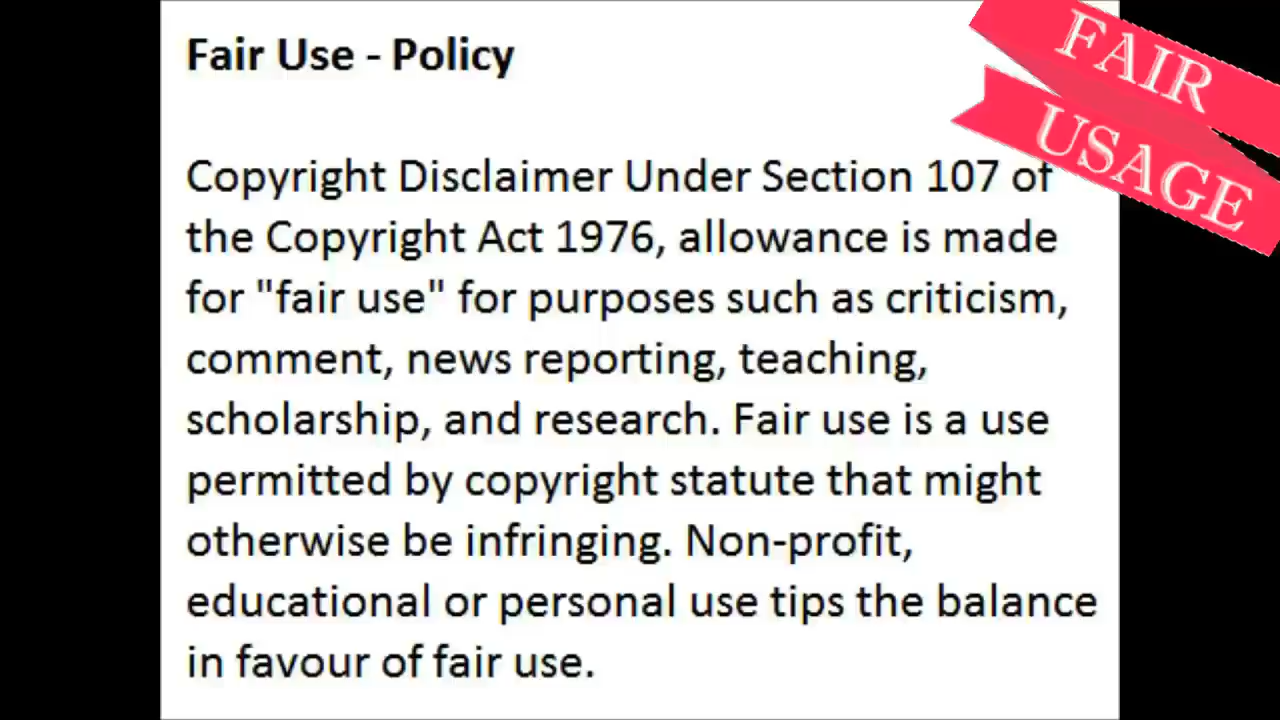 Fair Use - Policy
FAIR
USAGE
Copyright Disclaimer Under Section 107 of
the Copyright Act 1976, allowance is made
for "fair use" for purposes such as criticism,
comment, news reporting, teaching,
scholarship, and research. Fair use is a use
permitted by copyright statute that might
otherwise be infringing. Non-profit,
educational or personal use tips the balance
in favour of fair use.